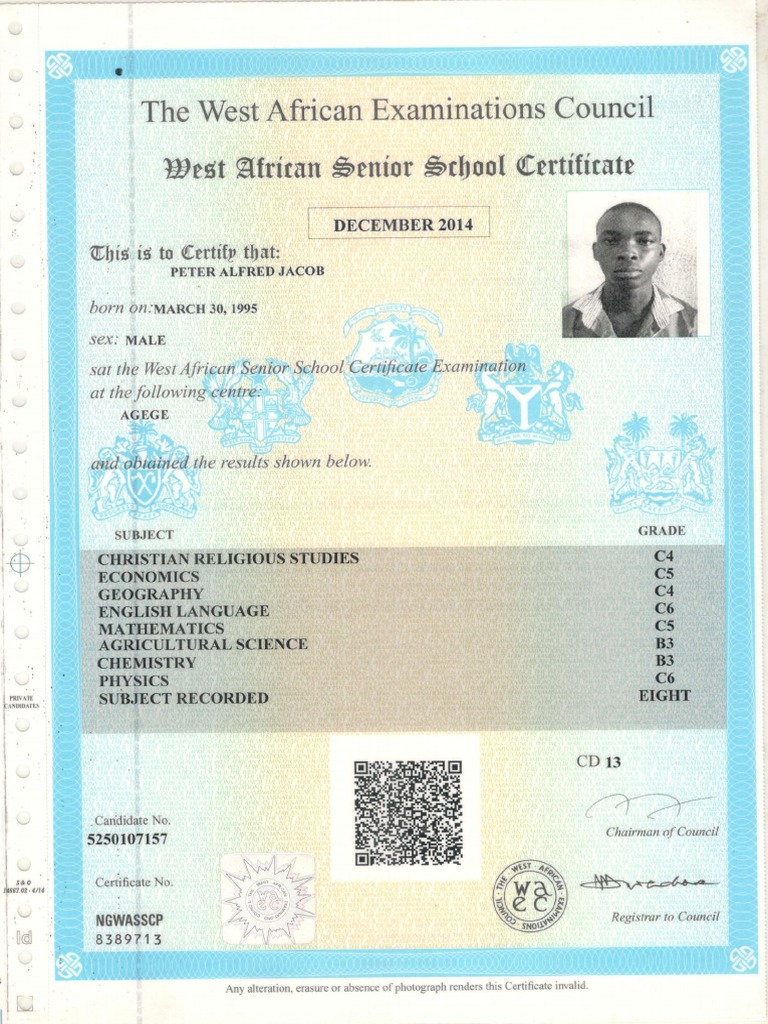 The West African Examinations Council
West African Senior School Certificate
DECEMBER 2014
This is to Certify that:
PETER ALFRED JACOB
born on: MARCH 30, 1995
sex: MALE
sat the West African Senior School Certificate Examination
at the following centre:
AGEGE
and obtained the results shown below.
SUBJECT GRADE
CHRISTIAN RELIGIOUS STUDIES C4
ECONOMICS C5
GEOGRAPHY C4
ENGLISH LANGUAGE C6
MATHEMATICS C5
AGRICULTURAL SCIENCE B3
CHEMISTRY B3
PHYSICS C6
SUBJECT RECORDED EIGHT
PRIVATE
CANDIDATES
CD 13
Candidate No.
5250107157
Chairman of Council
Certificate No.
S & O
NGWASSCP
8389713
THE WEST AFRICAN EXAMINATIONS COUNCIL
waec
Registrar to Council
Any alteration, erasure or absence of photograph renders this Certificate invalid.